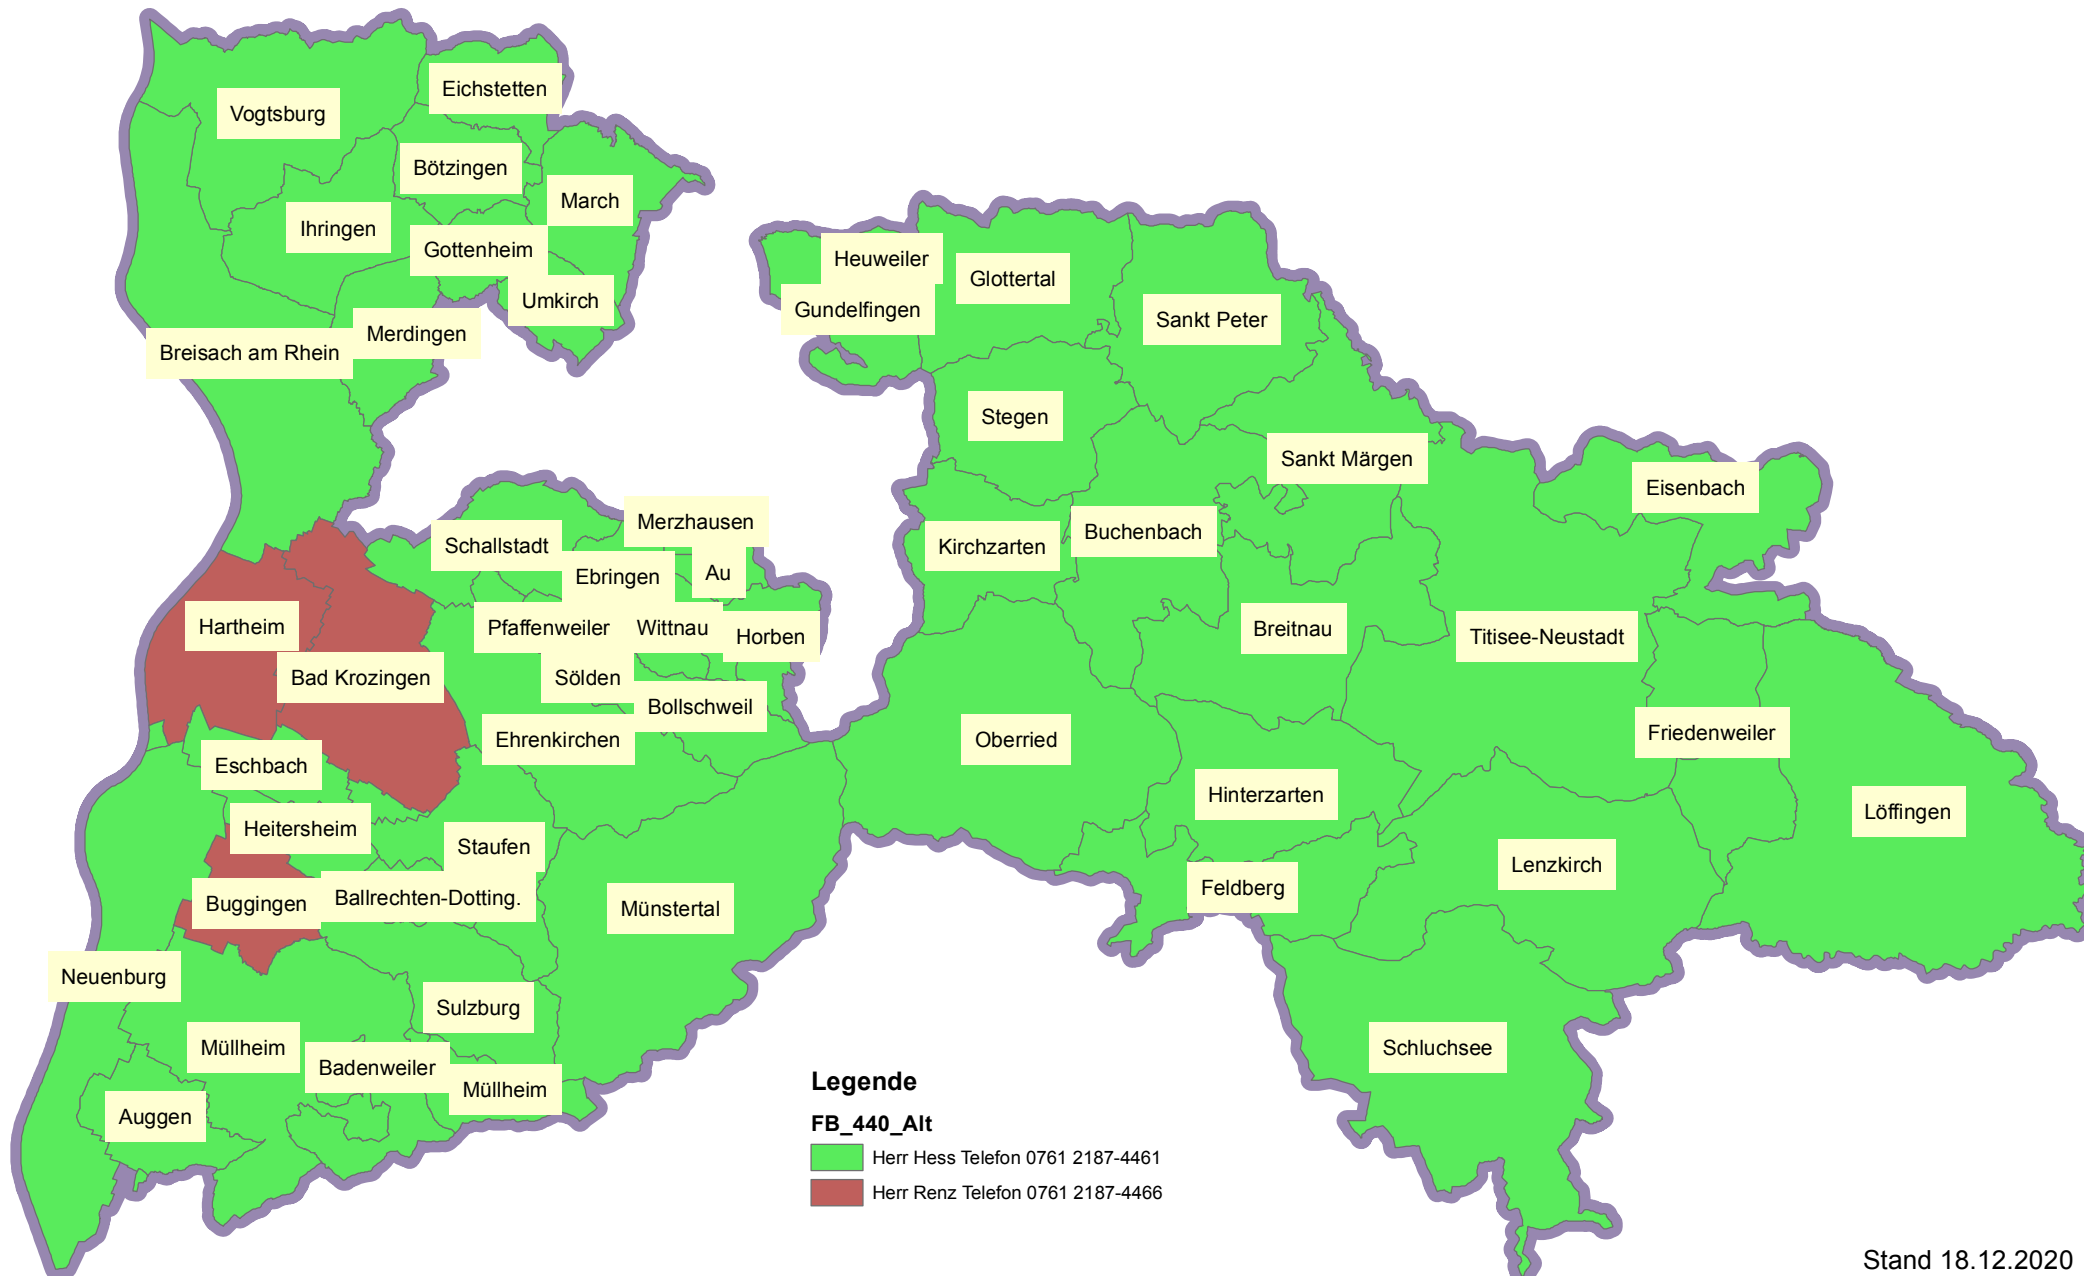 Eichstetten
Vogtsburg
Bötzingen
March
Ihringen
Gottenheim
Heuweiler
Glottertal
Umkirch
Gundelfingen
Sankt Peter
Merdingen
Breisach am Rhein
Stegen
Sankt Märgen
Eisenbach
Merzhausen
Buchenbach
Schallstadt
Kirchzarten
Au
Ebringen
Hartheim
Pfaffenweiler
Wittnau
Horben
Breitnau
Titisee-Neustadt
Bad Krozingen
Sölden
Bollschweil
Friedenweiler
Ehrenkirchen
Oberried
Eschbach
Hinterzarten
Löffingen
Heitersheim
Staufen
Lenzkirch
Feldberg
Buggingen
Ballrechten-Dotting.
Münstertal
Neuenburg
Sulzburg
Müllheim
Schluchsee
Badenweiler
Müllheim
Auggen
Legende
FB_440_Alt
Herr Hess Telefon 0761 2187-4461
Herr Renz Telefon 0761 2187-4466
Stand 18.12.2020